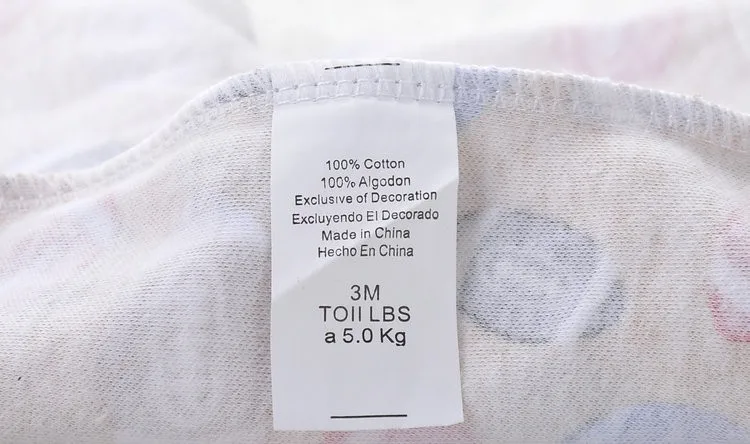 100% Cotton
100% Algodon
Exclusive of Decoration
Excluyendo El Decorado
Made in China
Hecho En China
3M
TOII LBS
a 5.0 Kg